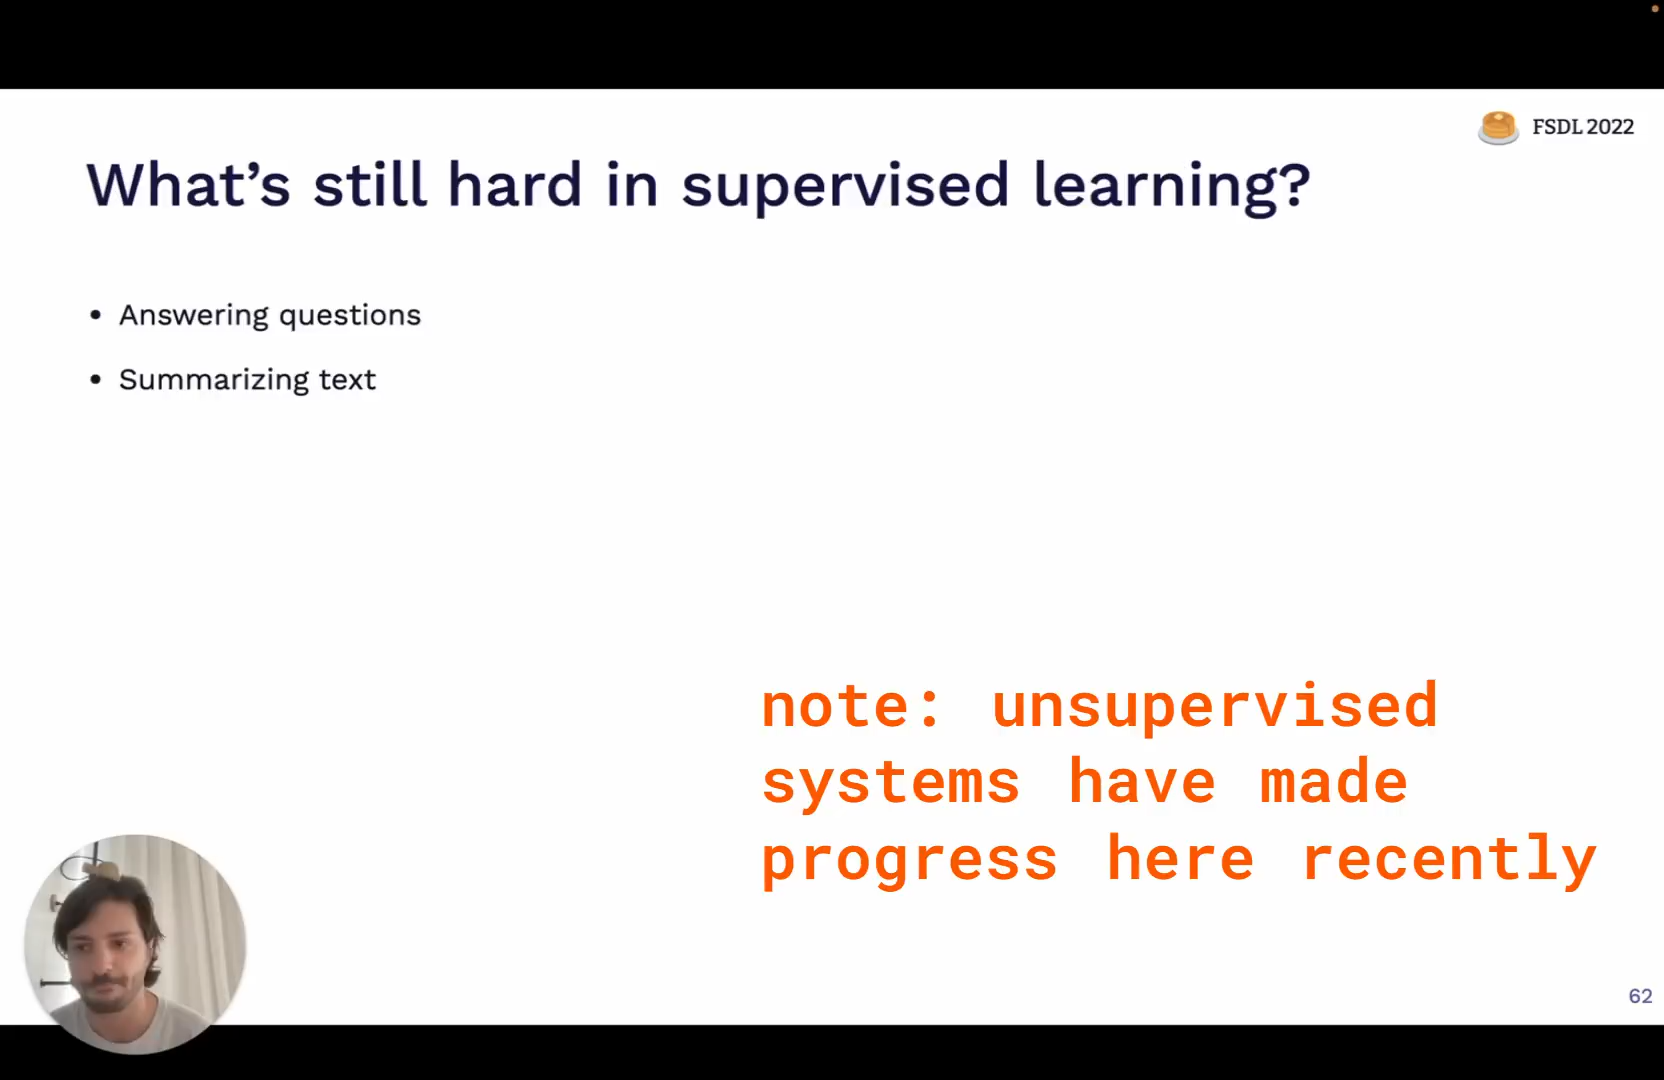 FSDL 2022
What’s still hard in supervised learning?
• Answering questions
• Summarizing text
note: unsupervised
systems have made
progress here recently
62